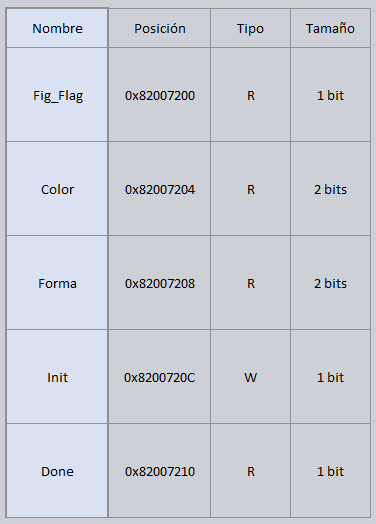 Nombre Posición Tipo Tamaño
Fig_Flag 0x82007200 R 1 bit
Color 0x82007204 R 2 bits
Forma 0x82007208 R 2 bits
Init 0x8200720C W 1 bit
Done 0x82007210 R 1 bit